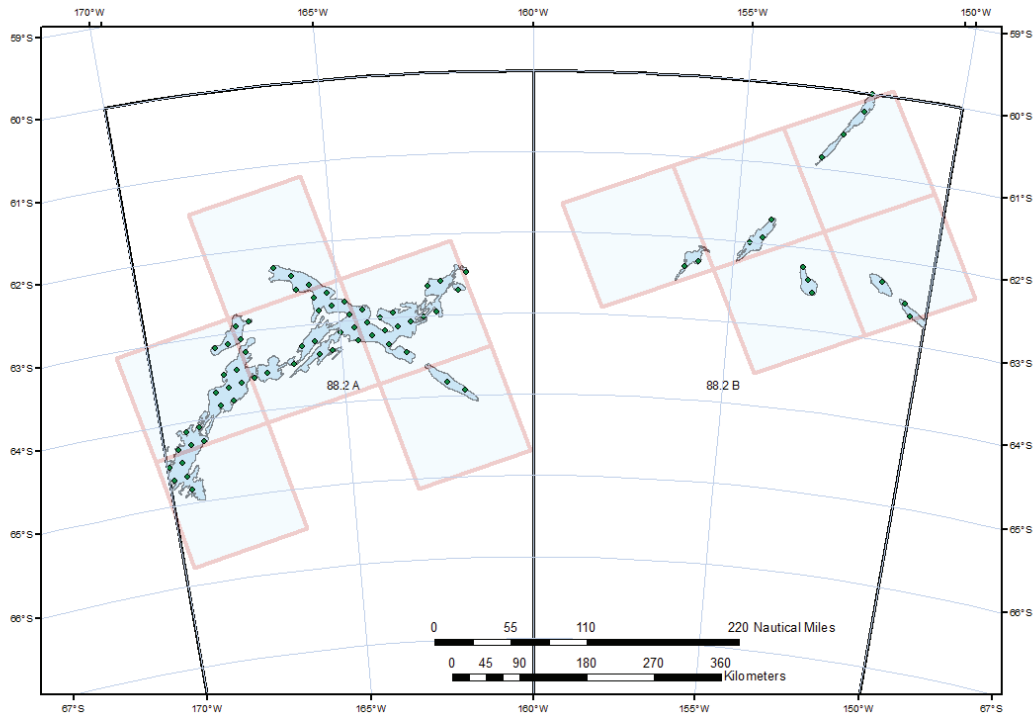 170°W 165°W 160°W 155°W 150°W
59°S 59°S
60°S 60°S
61°S 61°S
62°S 62°S
63°S 63°S
88.2 A 88.2 B
64°S 64°S
65°S 65°S
66°S 66°S
0 55 110 220 Nautical Miles
0 45 90 180 270 360
Kilometers
67°S 170°W 165°W 160°W 155°W 150°W 67°S